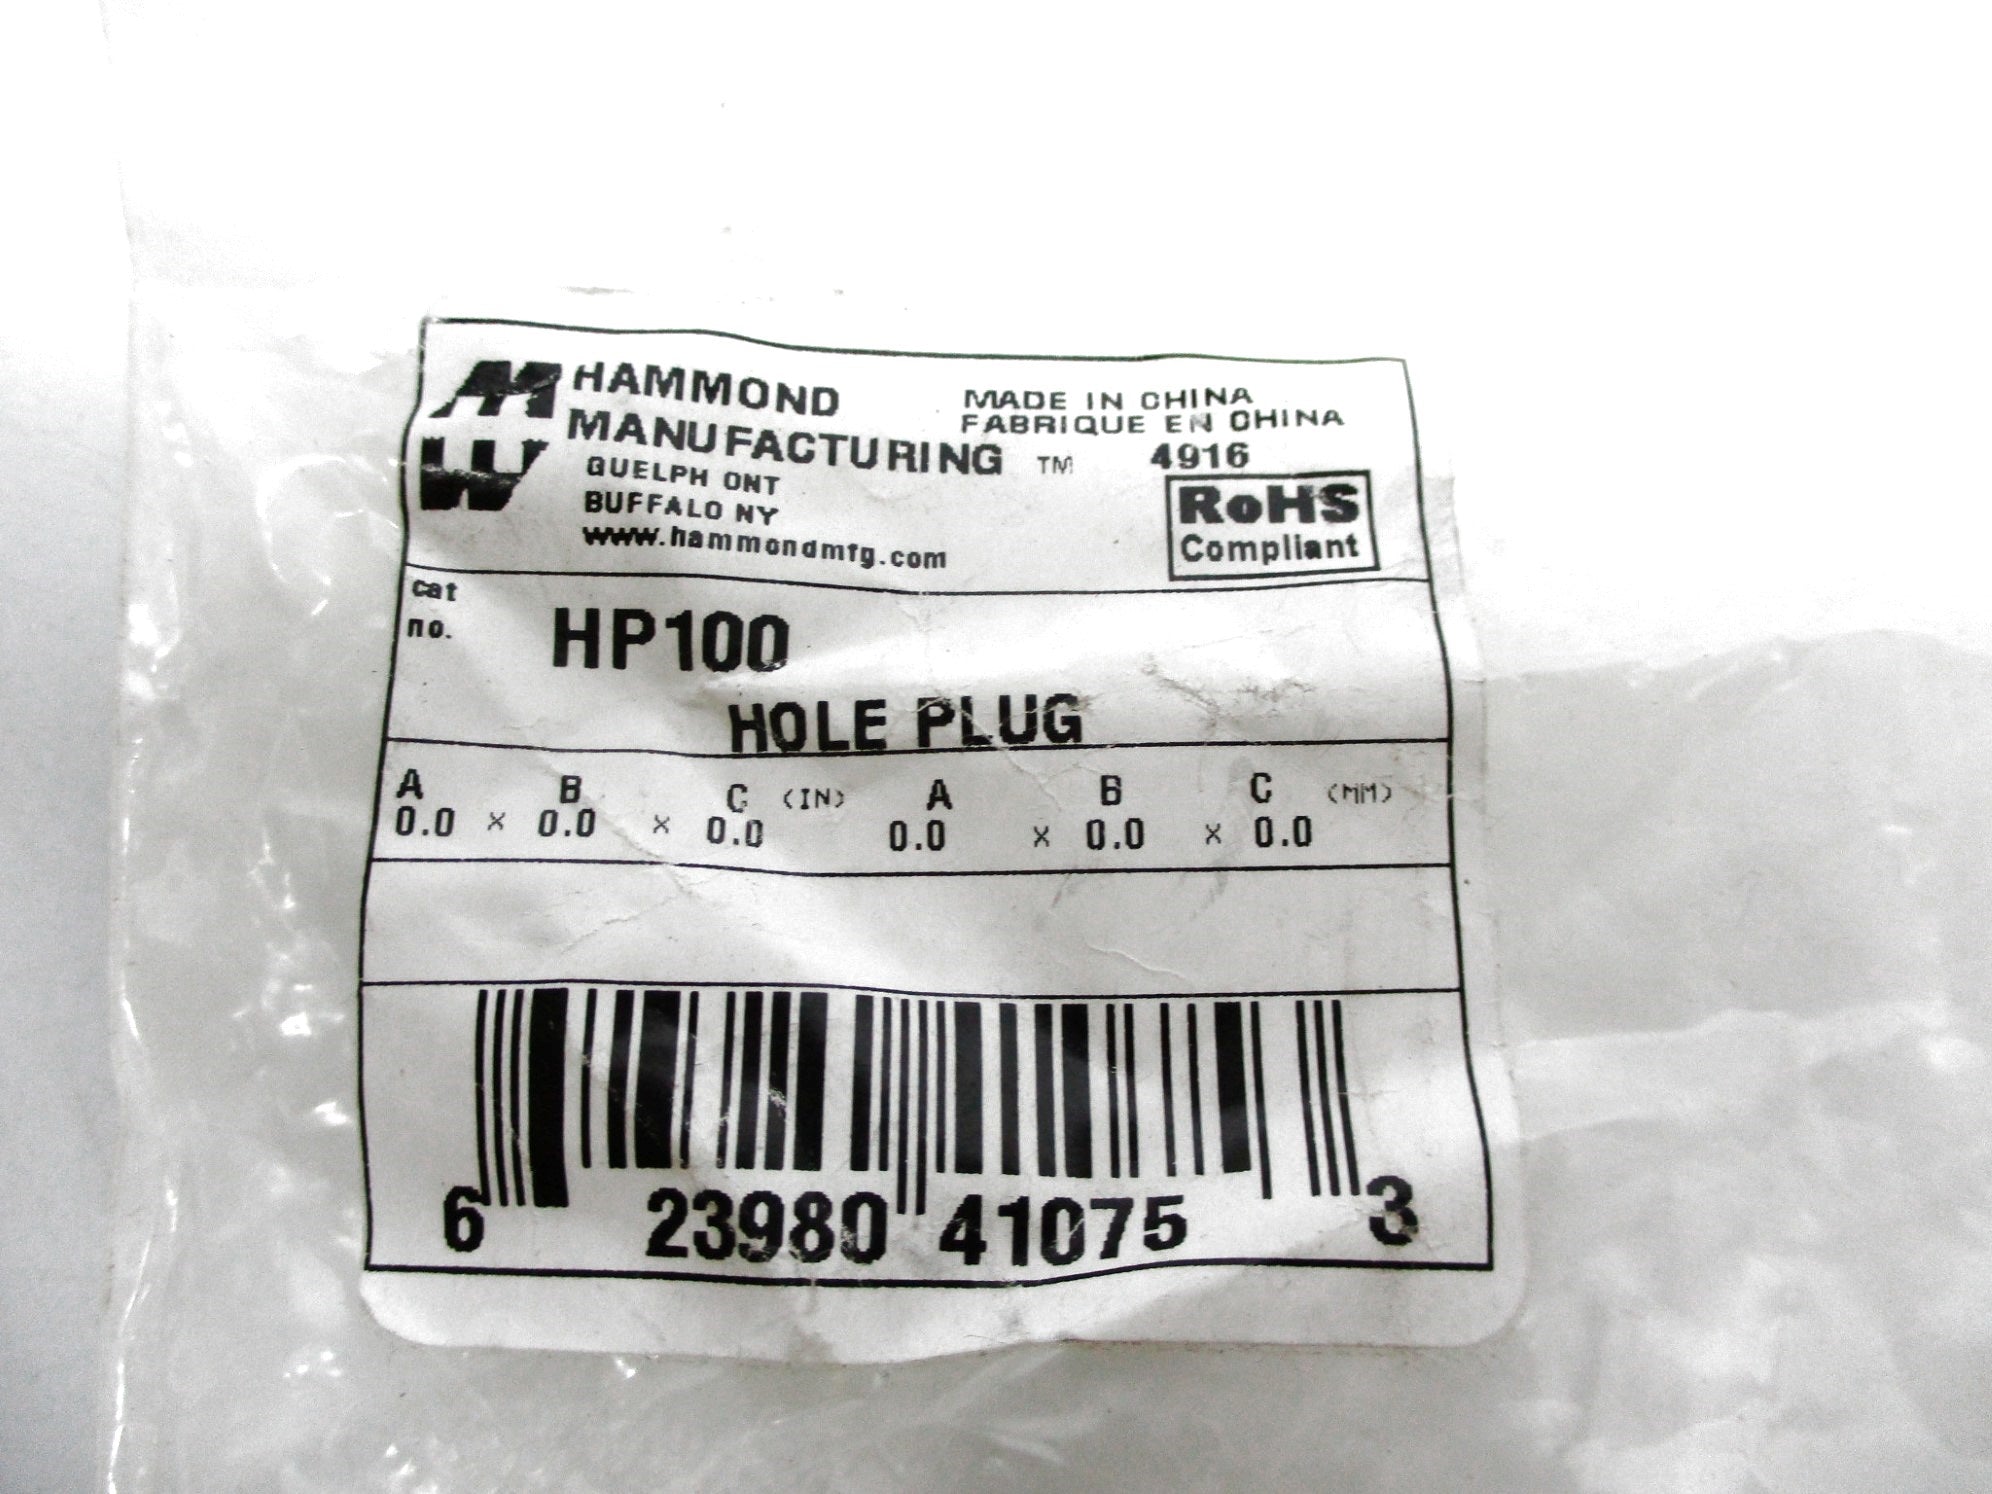 HAMMOND
MANUFACTURING ™
GUELPH ONT
BUFFALO NY
www.hammondmfg.com
MADE IN CHINA
FABRIQUE EN CHINA
4916
RoHS
Compliant
cat
no.
HP100
HOLE PLUG
A B C (IN) A B C (MM)
0.0 x 0.0 x 0.0 0.0 x 0.0 x 0.0
6 23980 41075 3